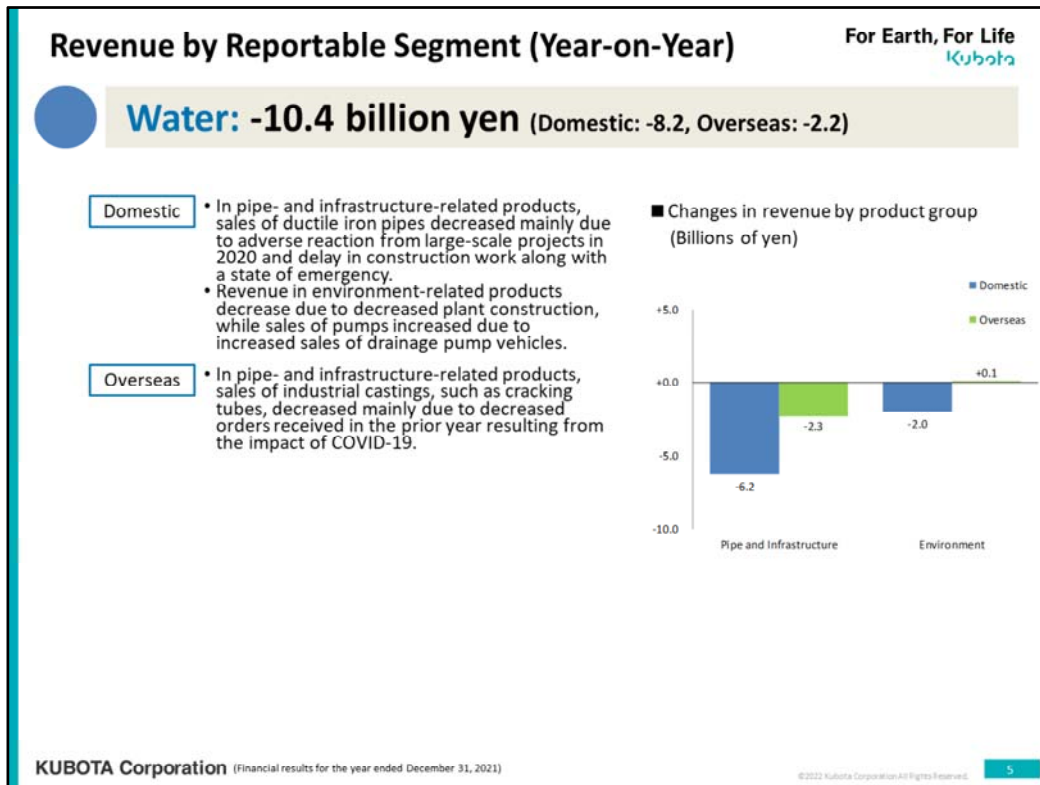 Revenue by Reportable Segment (Year-on-Year)
For Earth, For Life
Kubota
Water: -10.4 billion yen (Domestic: -8.2, Overseas: -2.2)
Domestic
• In pipe- and infrastructure-related products,
sales of ductile iron pipes decreased mainly due
to adverse reaction from large-scale projects in
2020 and delay in construction work along with
a state of emergency.
• Revenue in environment-related products
decrease due to decreased plant construction,
while sales of pumps increased due to
increased sales of drainage pump vehicles.
Overseas
• In pipe- and infrastructure-related products,
sales of industrial castings, such as cracking
tubes, decreased mainly due to decreased
orders received in the prior year resulting from
the impact of COVID-19.
■ Changes in revenue by product group
(Billions of yen)
Domestic
Overseas
+5.0
+0.0
-5.0
-10.0
-6.2
-2.3
-2.0
+0.1
Pipe and Infrastructure
Environment
KUBOTA Corporation (Financial results for the year ended December 31, 2021)
©2022 Kubota Corporation All Rights Reserved.
5